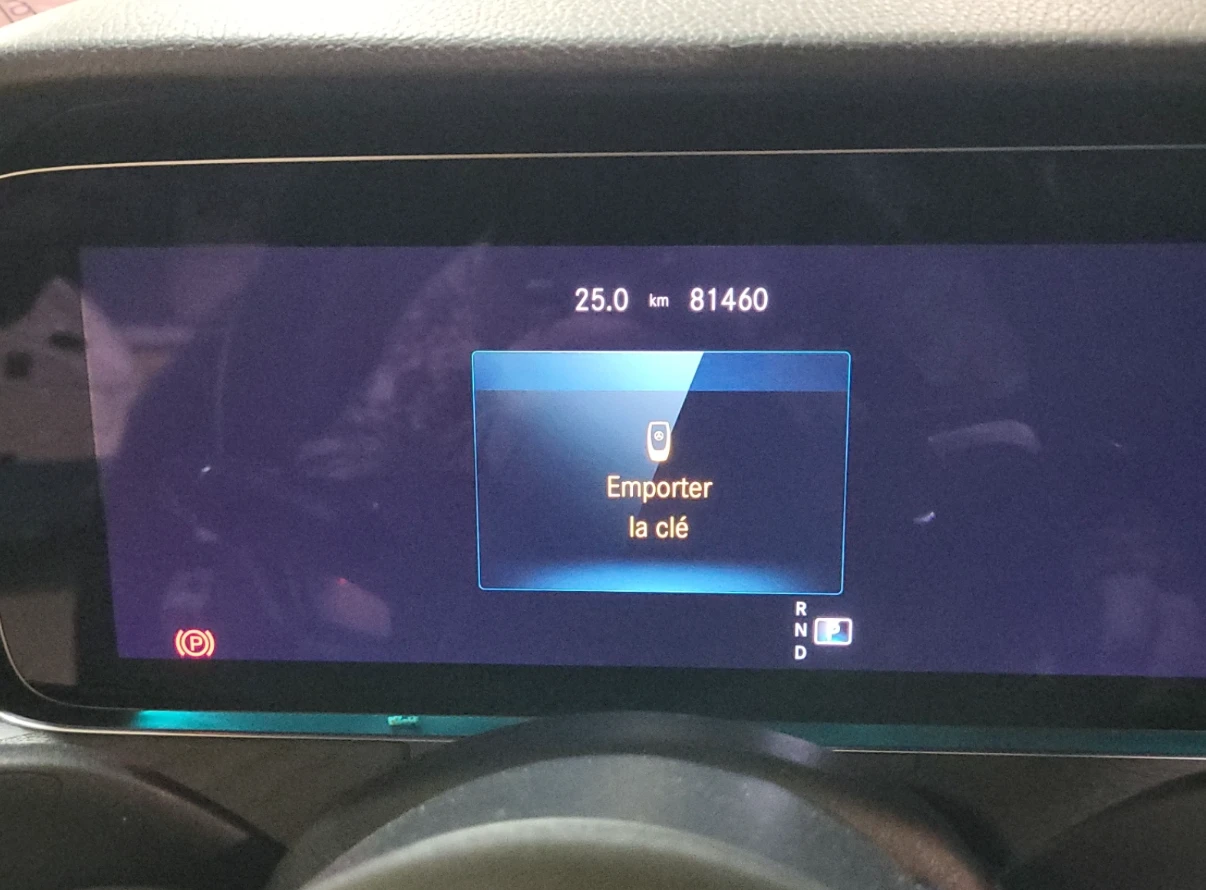 25.0 km 81460
Emporter
la clé
R
N P
D
P